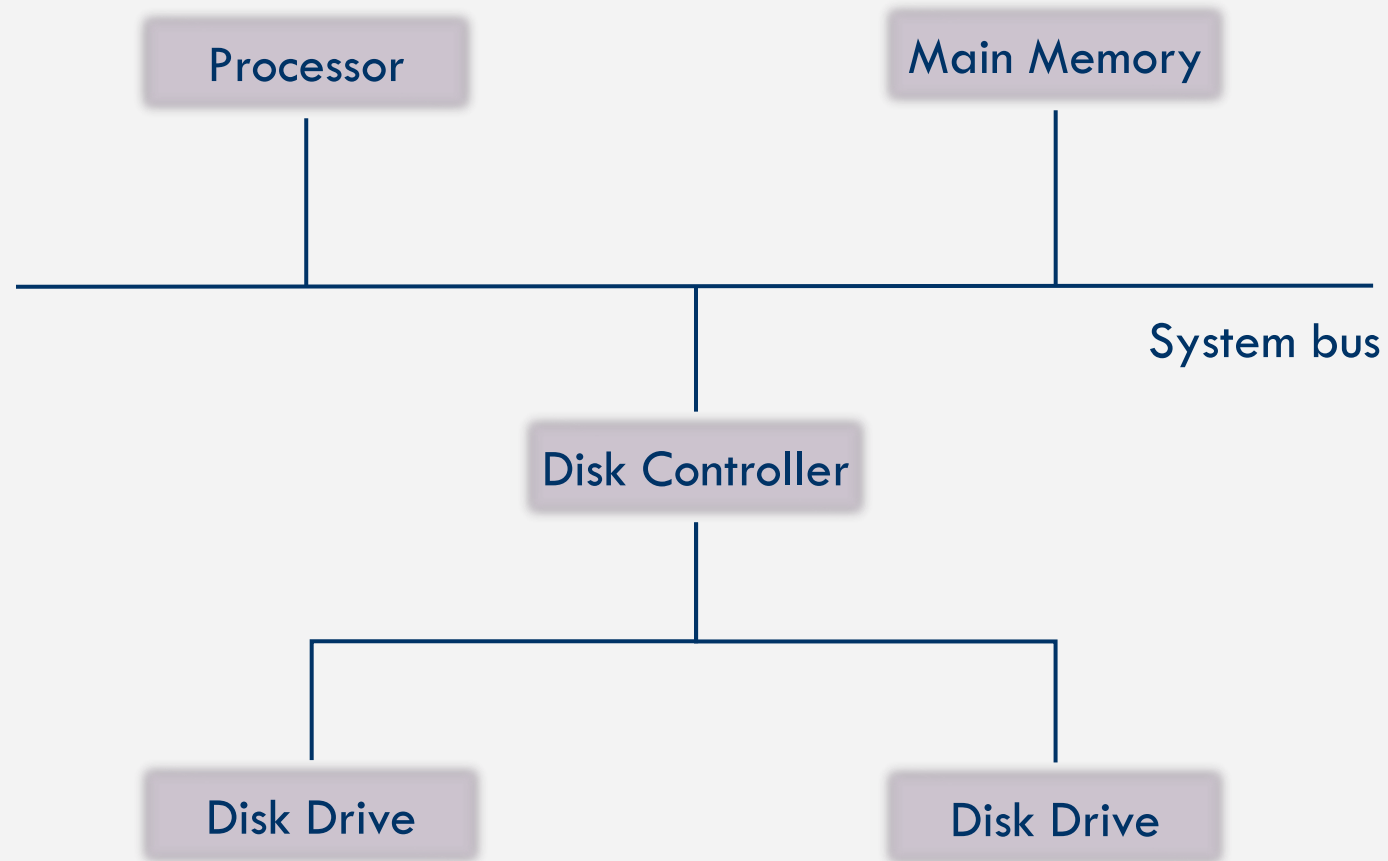 Processor
Main Memory
System bus
Disk Controller
Disk Drive
Disk Drive